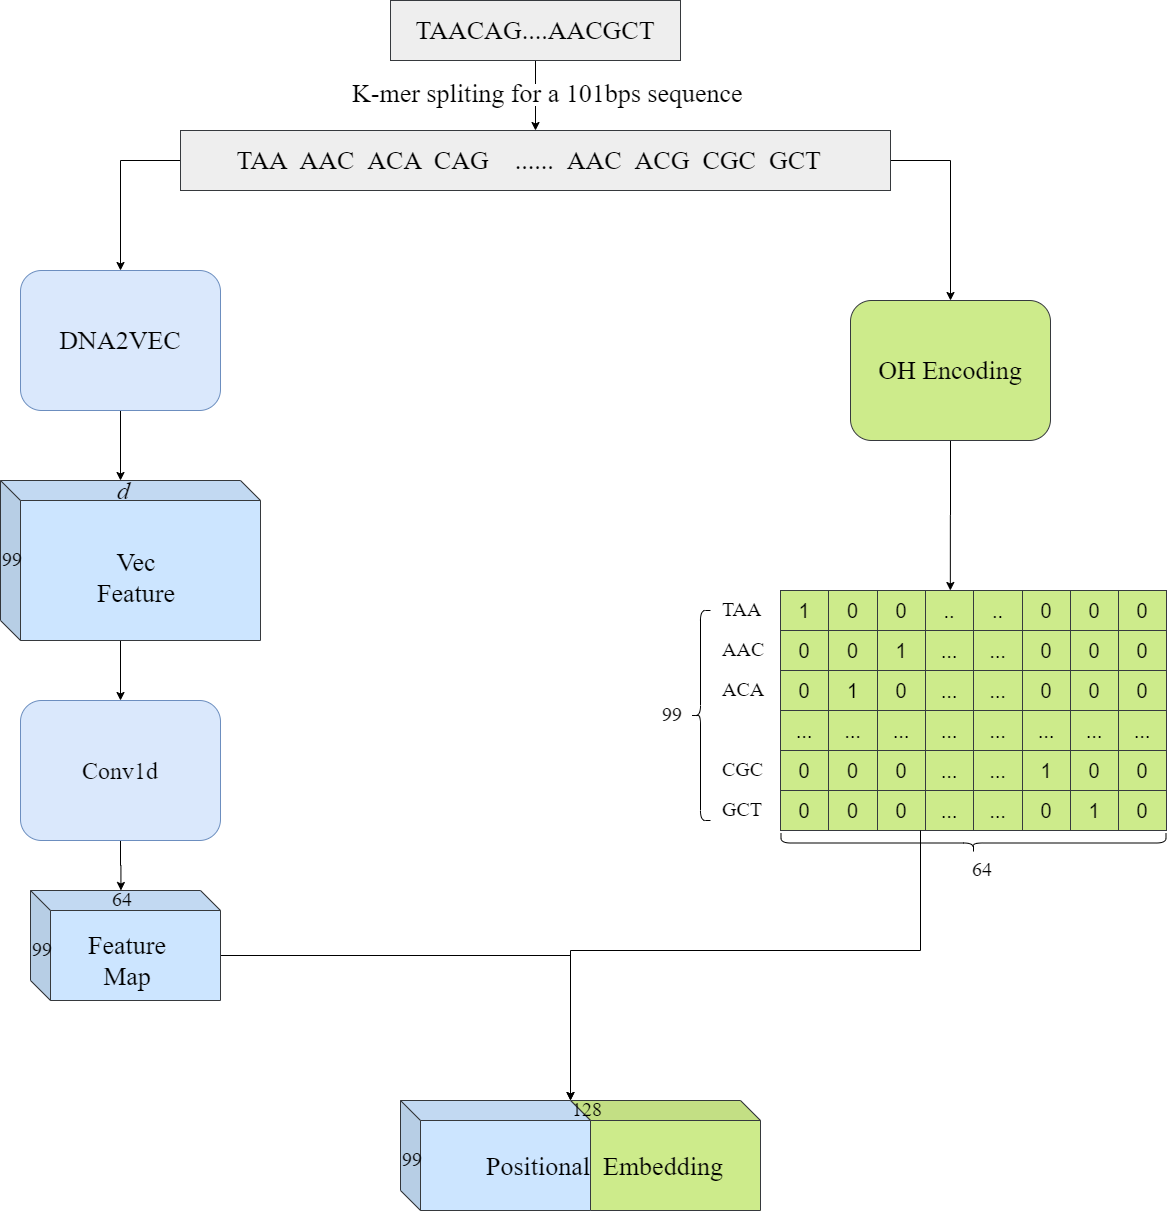 TAACAG....AACGCT
K-mer spliting for a 101bps sequence
TAA AAC ACA CAG ...... AAC ACG CGC GCT
DNA2VEC
OH Encoding
d
99
Vec
Feature
TAA 1 0 0 .. .. 0 0 0
AAC 0 0 1 ... ... 0 0 0
ACA 0 1 0 ... ... 0 0 0
99
... ... ... ... ... ... ... ...
CGC 0 0 0 ... ... 1 0 0
GCT 0 0 0 ... ... 0 1 0
64
Conv1d
64
99
Feature
Map
128
99
Positional Embedding